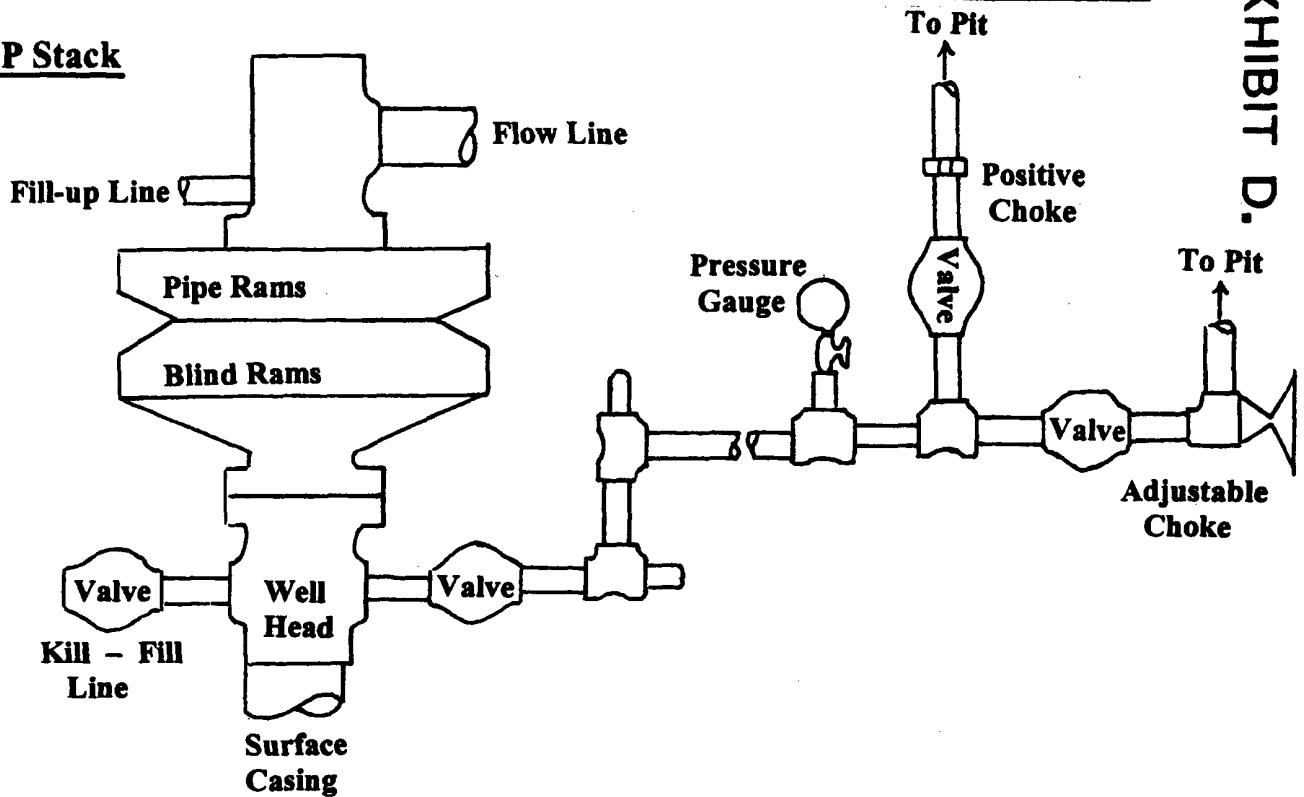 To Pit
P Stack
Flow Line
Fill-up Line
Positive
Choke
XHIBIT D.
To Pit
Pressure
Gauge
Valve
Pipe Rams
Blind Rams
Valve
Adjustable
Choke
Valve
Well
Head
Valve
Kill – Fill
Line
Surface
Casing